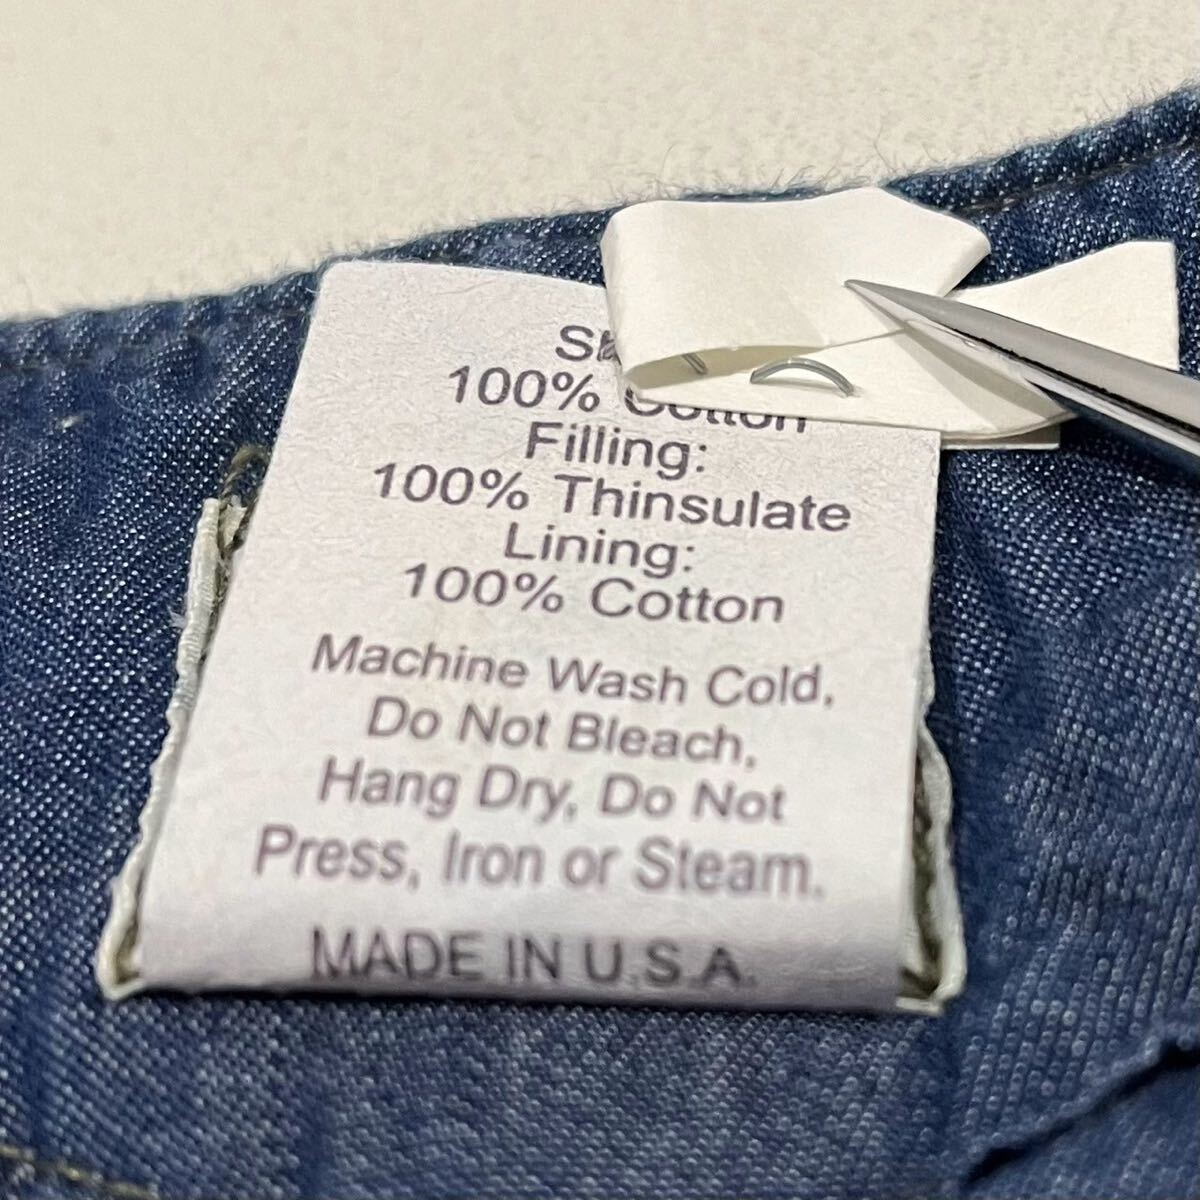 100% Cotton
Filling:
100% Thinsulate
Lining:
100% Cotton
Machine Wash Cold,
Do Not Bleach,
Hang Dry, Do Not
Press, Iron or Steam.
MADE IN U.S.A.